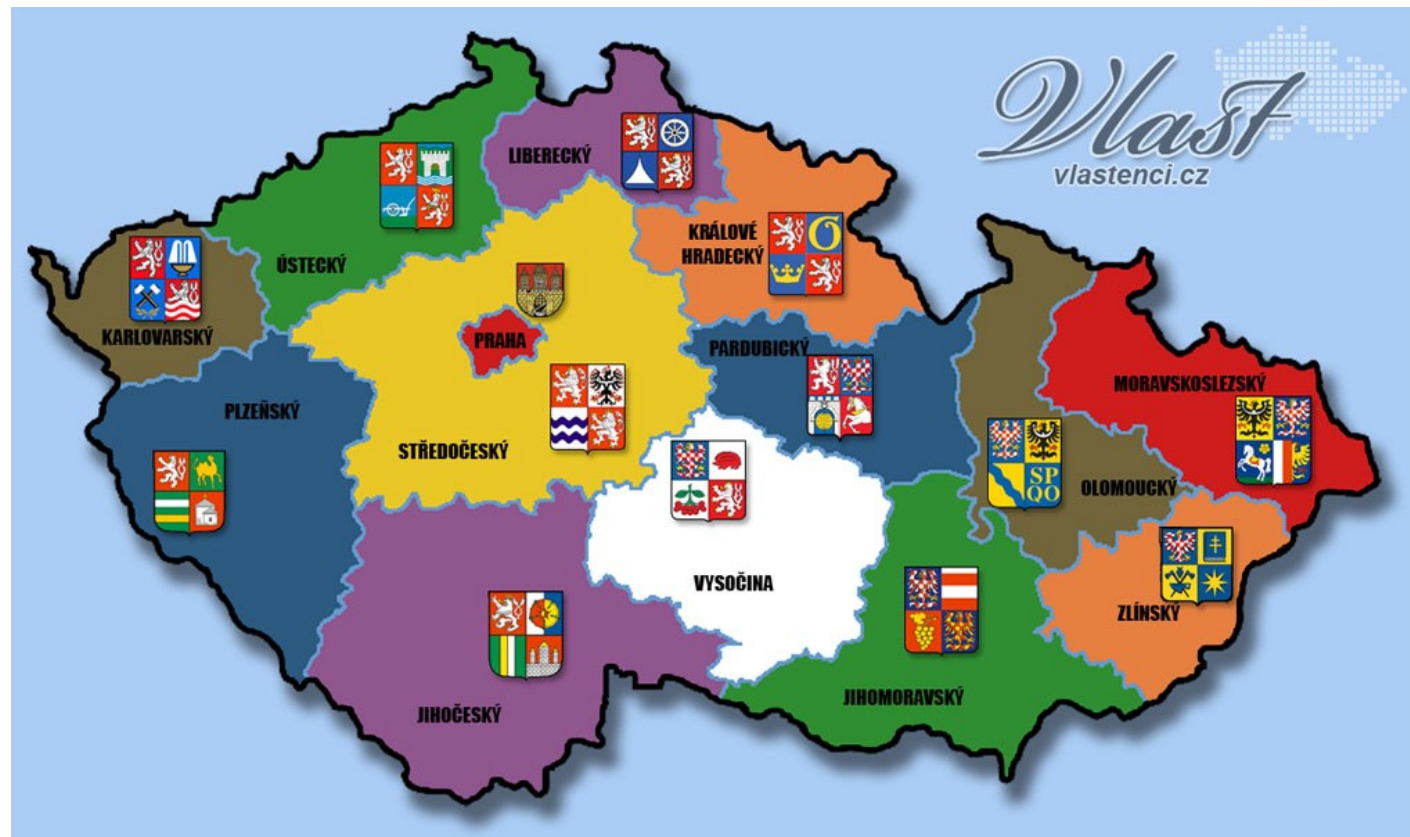 Vlasť
vlastenci.cz
LIBERECKÝ
ÚSTECKÝ
KRÁLOVÉ
HRADECKÝ
KARLOVARSKÝ
PRAHA
PARDUBICKÝ
MORAVSKOSLEZSKÝ
PLZEŇSKÝ
STŘEDOČESKÝ
SP
QO
OLOMOUCKÝ
VYSOČINA
ZLÍNSKÝ
JIHOČESKÝ
JIHOMORAVSKÝ